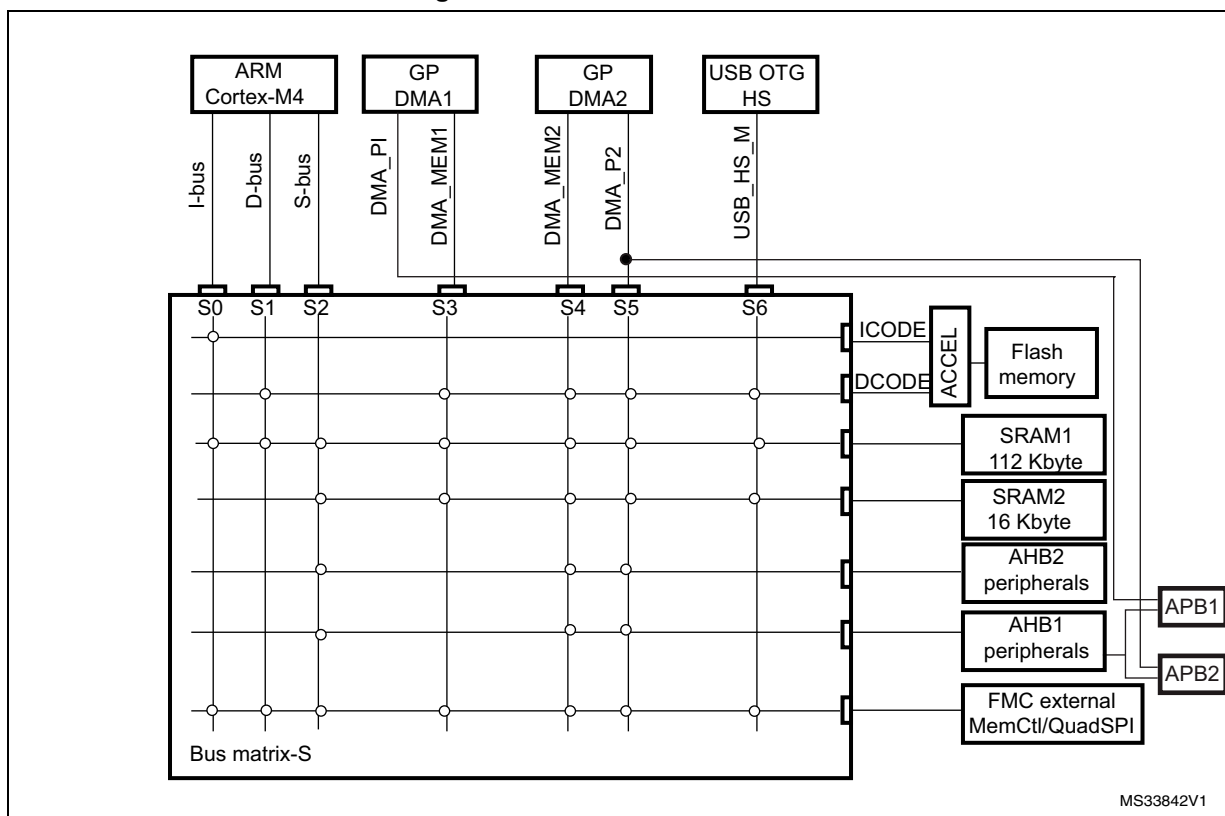 ARM
Cortex-M4
GP
DMA1
GP
DMA2
USB OTG
HS
I-bus
D-bus
S-bus
DMA_PI
DMA_MEM1
DMA_MEM2
DMA_P2
USB_HS_M
S0 S1 S2 S3 S4 S5 S6
ICODE
DCODE
ACCEL
Flash
memory
SRAM1
112 Kbyte
SRAM2
16 Kbyte
AHB2
peripherals
AHB1
peripherals
APB1
APB2
FMC external
MemCtl/QuadSPI
Bus matrix-S
MS33842V1